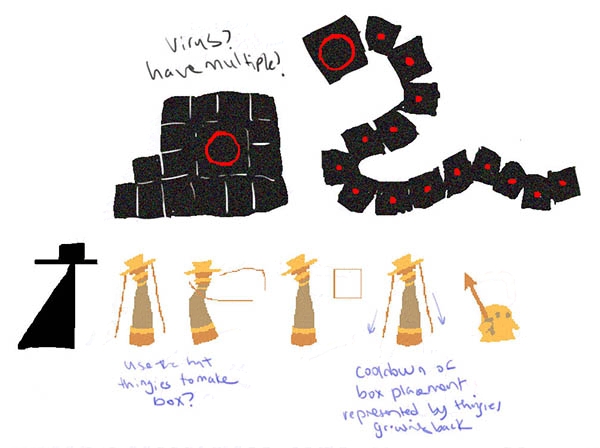 Virus?
have multiple?
use the hat
thingies to make
box?
cooldown of
box placement
represented by thingies
growing back